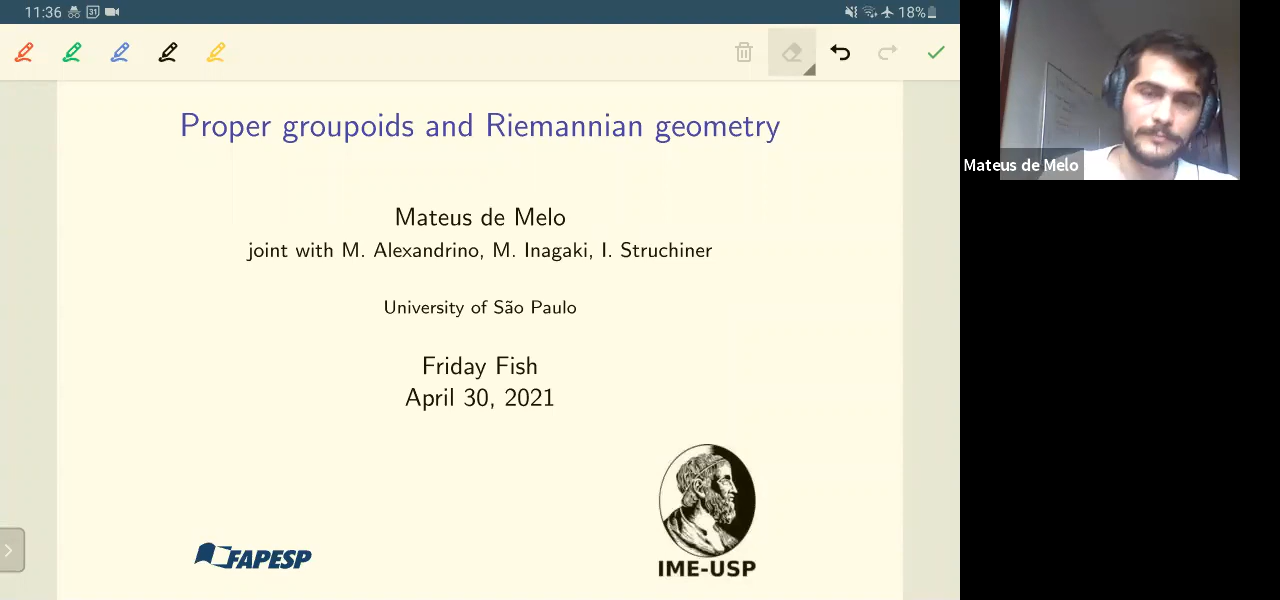 11:36
31
18%
Proper groupoids and Riemannian geometry
Mateus de Melo
joint with M. Alexandrino, M. Inagaki, I. Struchiner
University of São Paulo
Friday Fish
April 30, 2021
FAPESP
IME-USP
Mateus de Melo